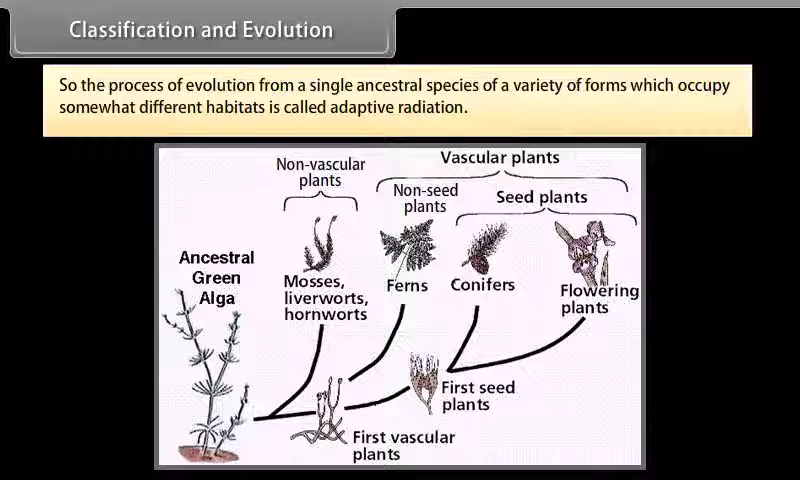 Classification and Evolution
So the process of evolution from a single ancestral species of a variety of forms which occupy
somewhat different habitats is called adaptive radiation.
Vascular plants
Non-vascular
plants
Non-seed
plants
Seed plants
Ancestral
Green
Alga
Mosses,
liverworts,
hornworts
Ferns
Conifers
Flowering
plants
First seed
plants
First vascular
plants